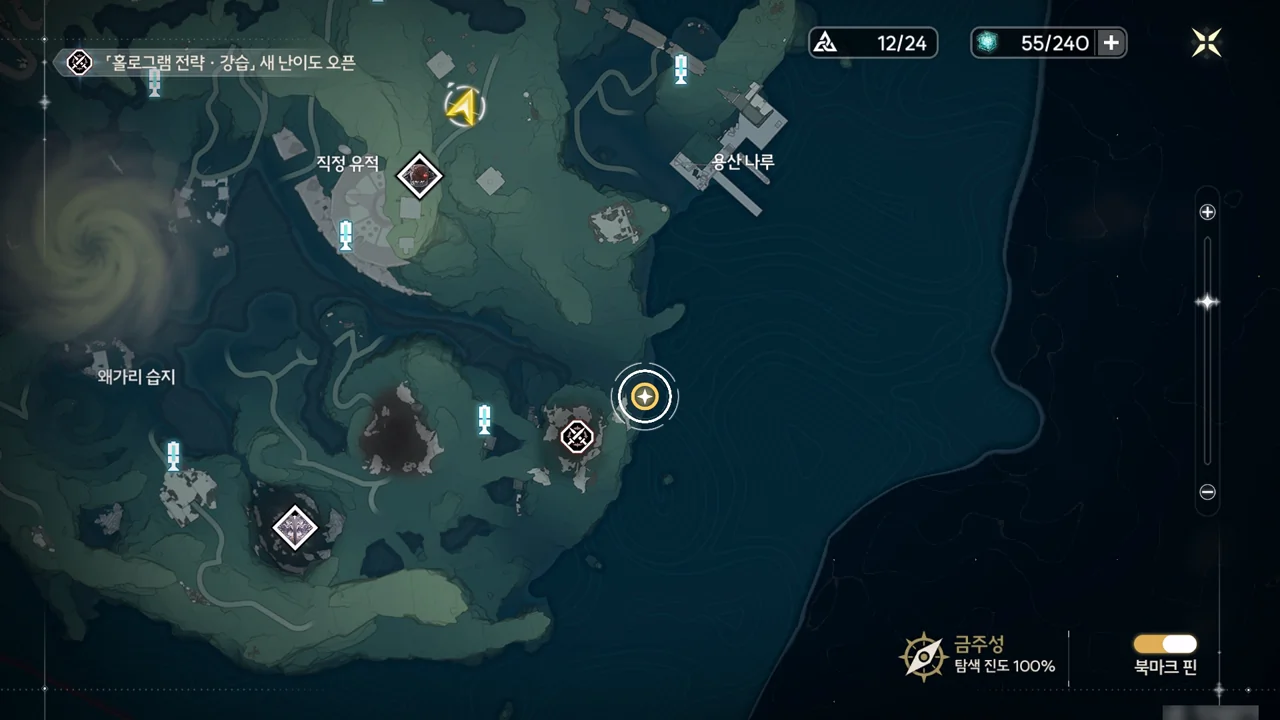 「홀로그램 전략 · 강습」 새 난이도 오픈
12/24
55/240
직정 유적
용산 나루
왜가리 습지
금주성
탐색 진도 100%
북마크 핀